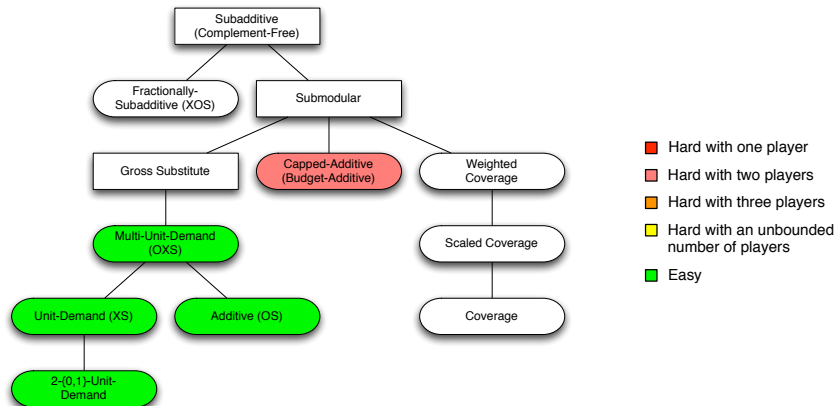 Subadditive
(Complement-Free)
Fractionally-
Subadditive (XOS)
Submodular
Gross Substitute
Capped-Additive
(Budget-Additive)
Weighted
Coverage
Multi-Unit-Demand
(OXS)
Scaled Coverage
Unit-Demand (XS)
Additive (OS)
Coverage
2-{0,1}-Unit-
Demand
Hard with one player
Hard with two players
Hard with three players
Hard with an unbounded
number of players
Easy